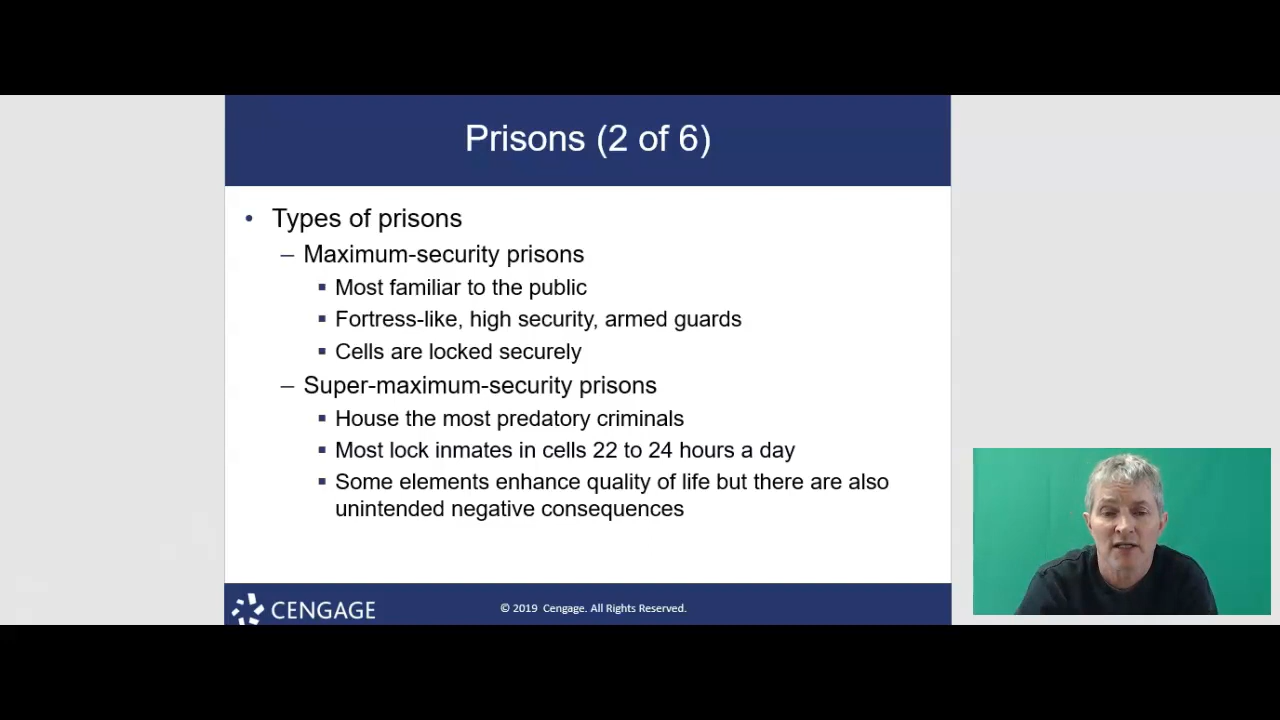 Prisons (2 of 6)
• Types of prisons
– Maximum-security prisons
▪ Most familiar to the public
▪ Fortress-like, high security, armed guards
▪ Cells are locked securely
– Super-maximum-security prisons
▪ House the most predatory criminals
▪ Most lock inmates in cells 22 to 24 hours a day
▪ Some elements enhance quality of life but there are also
unintended negative consequences
CENGAGE
© 2019 Cengage. All Rights Reserved.